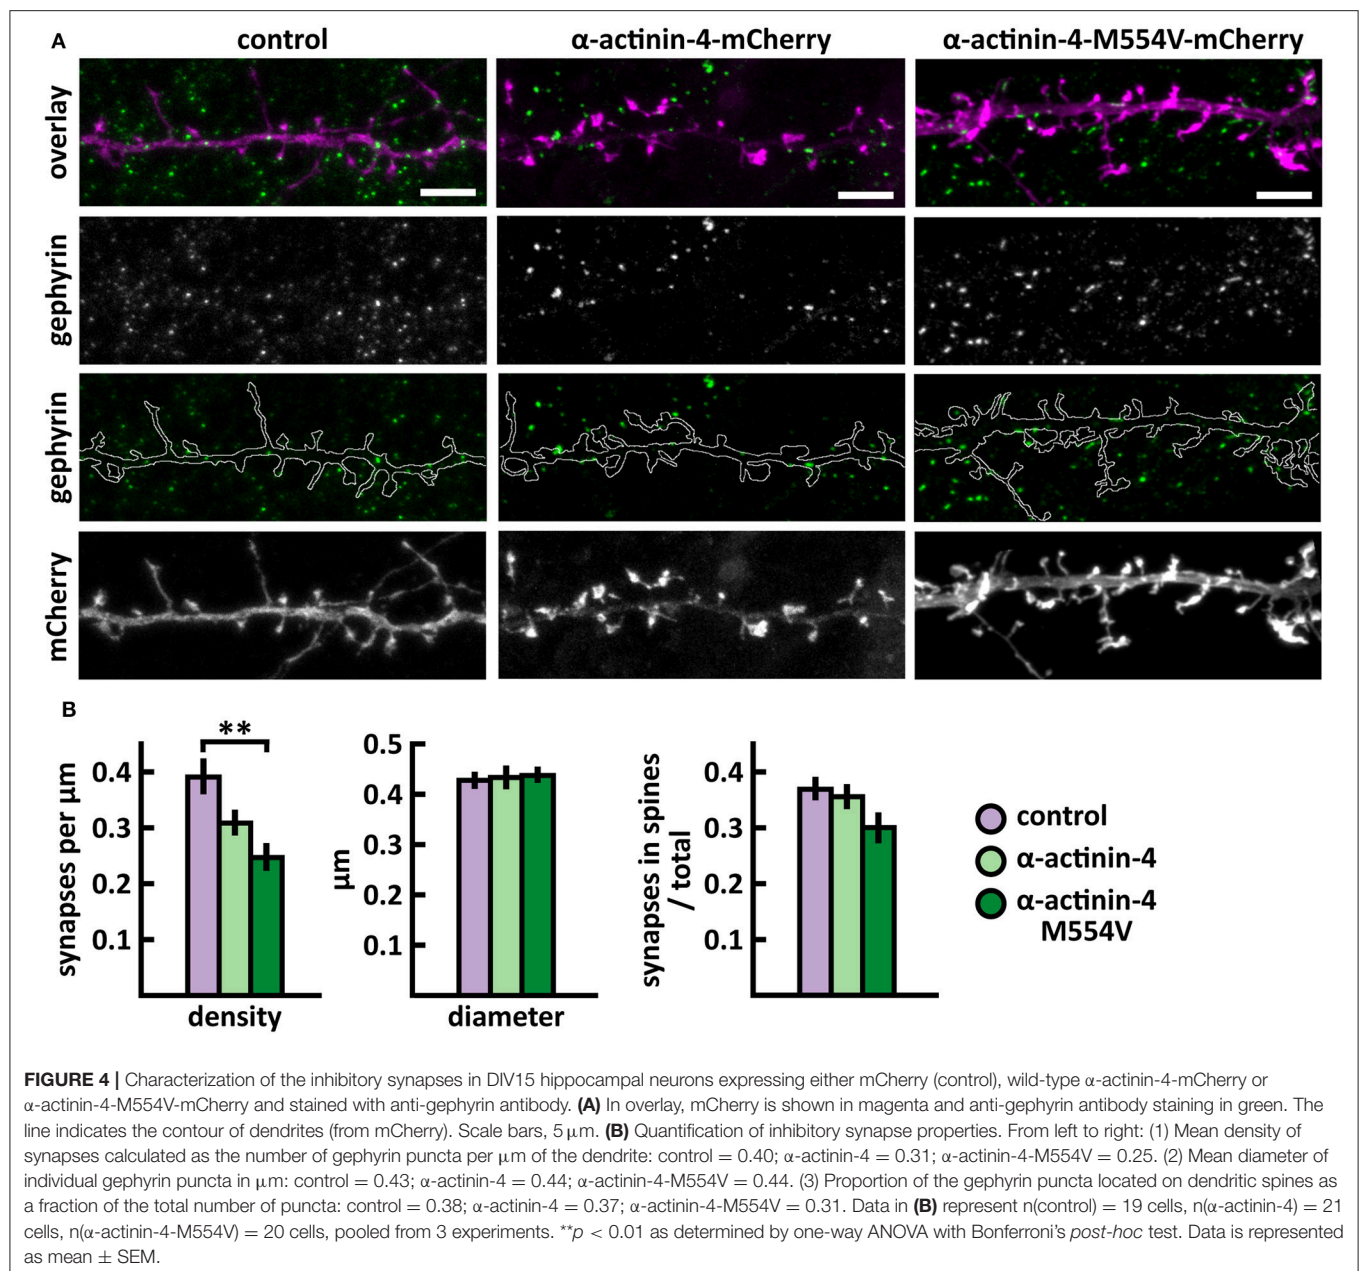 A
control
α-actinin-4-mCherry
α-actinin-4-M554V-mCherry
overlay
gephyrin
gephyrin
mCherry
B
synapses per μm
0.4
0.3
0.2
0.1
**
density
μm
0.5
0.4
0.3
0.2
0.1
diameter
synapses in spines
/ total
0.4
0.3
0.2
0.1
control
α-actinin-4
α-actinin-4
M554V
FIGURE 4 | Characterization of the inhibitory synapses in DIV15 hippocampal neurons expressing either mCherry (control), wild-type α-actinin-4-mCherry or
α-actinin-4-M554V-mCherry and stained with anti-gephyrin antibody. (A) In overlay, mCherry is shown in magenta and anti-gephyrin antibody staining in green. The
line indicates the contour of dendrites (from mCherry). Scale bars, 5 μm. (B) Quantification of inhibitory synapse properties. From left to right: (1) Mean density of
synapses calculated as the number of gephyrin puncta per μm of the dendrite: control = 0.40; α-actinin-4 = 0.31; α-actinin-4-M554V = 0.25. (2) Mean diameter of
individual gephyrin puncta in μm: control = 0.43; α-actinin-4 = 0.44; α-actinin-4-M554V = 0.44. (3) Proportion of the gephyrin puncta located on dendritic spines as
a fraction of the total number of puncta: control = 0.38; α-actinin-4 = 0.37; α-actinin-4-M554V = 0.31. Data in (B) represent n(control) = 19 cells, n(α-actinin-4) = 21
cells, n(α-actinin-4-M554V) = 20 cells, pooled from 3 experiments. **p < 0.01 as determined by one-way ANOVA with Bonferroni's post-hoc test. Data is represented
as mean ± SEM.